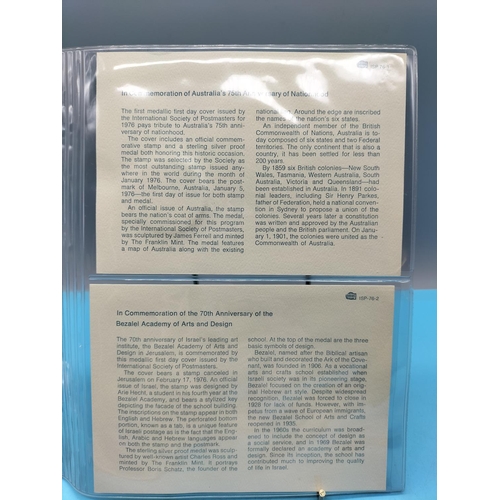 In Commemoration of Australia's 75th Anniversary of Nationhood
The first medallic first day cover issued by
the International Society of Postmasters for
1976 pays tribute to Australia's 75th anni-
versary of nationhood.
The cover includes an official commem-
orative stamp and a sterling silver proof
medal both honoring this historic occasion.
The stamp was selected by the Society as
the most outstanding stamp issued any-
where in the world during the month of
January 1976. The cover bears the post-
mark of Melbourne, Australia, January 5,
1976—the first day of issue for both stamp
and medal.
An official issue of Australia, the stamp
bears the nation's coat of arms. The medal,
specially commissioned for this program
by the International Society of Postmasters,
was sculptured by James Ferrell and minted
by The Franklin Mint. The medal features
a map of Australia along with the existing
national flag. Around the edge are inscribed
the names of the nation's six states.
An independent member of the British
Commonwealth of Nations, Australia is to-
day composed of six states and two Federal
territories. The only continent that is also a
country, it has been settled for less than
200 years.
By 1859 six British colonies—New South
Wales, Tasmania, Western Australia, South
Australia, Victoria and Queensland—had
been established in Australia. In 1891 colo-
nial leaders, including Sir Henry Parkes,
father of Federation, held a national conven-
tion in Sydney to propose a union of the
colonies. Several years later a constitution
was written and approved by the Australian
people and the British parliament. On Janu-
ary 1, 1901, the colonies were united as the
Commonwealth of Australia.
ISP-76-2
In Commemoration of the 70th Anniversary of the
Bezalel Academy of Arts and Design
The 70th anniversary of Israel's leading art
institute, the Bezalel Academy of Arts and
Design in Jerusalem, is commemorated by
this medallic first day cover issued by the
International Society of Postmasters.
The cover bears a stamp canceled in
Jerusalem on February 17, 1976. An official
issue of Israel, the stamp was designed by
Arie Hecht, a student in his fourth year at the
Bezalel Academy, and bears a stylized key
depicting the facade of the school building.
The inscriptions on the stamp appear in both
English and Hebrew. The perforated bottom
portion, known as a tab, is a unique feature
of Israeli postage as is the fact that the Eng-
lish, Arabic and Hebrew languages appear
on both the stamp and the postmark.
The sterling silver proof medal was sculp-
tured by well-known artist Charles Ross and
minted by The Franklin Mint. It portrays
Professor Boris Schatz, the founder of the
school. At the top of the medal are the three
basic symbols of design.
Bezalel, named after the Biblical artisan
who built and decorated the Ark of the Cove-
nant, was founded in 1906. As a vocational
arts and crafts school established when
Israeli society was in its pioneering stage,
Bezalel focused on the creation of an origi-
nal Hebrew art style. Despite widespread
recognition, Bezalel was forced to close in
1928 for lack of funds. However, with im-
petus from a wave of European immigrants,
the new Bezalel School of Arts and Crafts
reopened in 1935.
In the 1960s the curriculum was broad-
ened to include the concept of design as
a social service, and in 1969 Bezalel was
formally declared an academy of arts and
design. Since its inception, the school has
contributed much to improving the quality
of life in Israel.